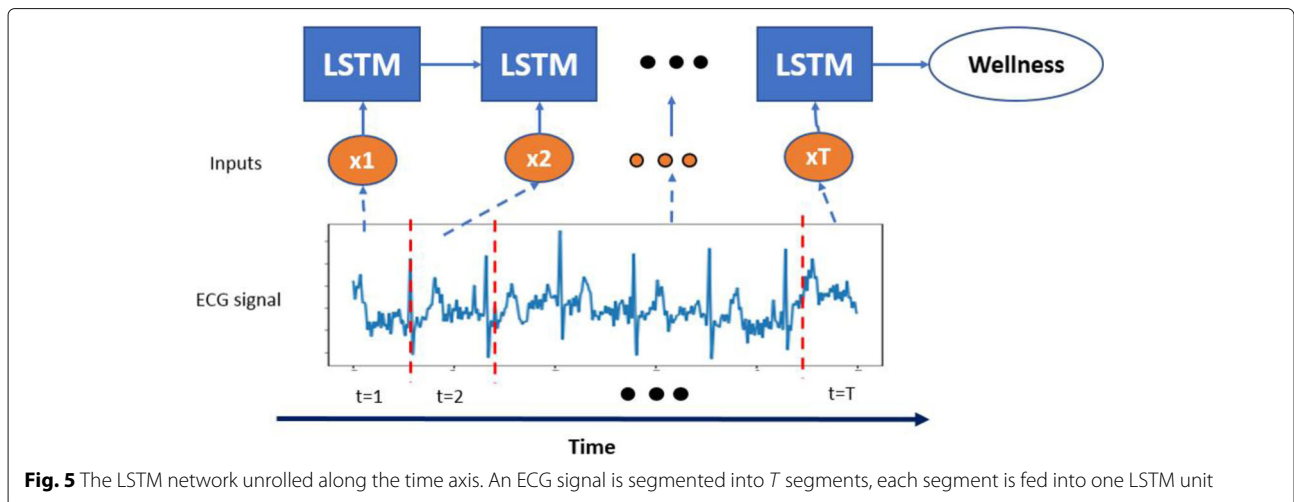 LSTM LSTM LSTM Wellness
Inputs x1 x2 xT
ECG signal
t=1 t=2 t=T
Time
Fig. 5 The LSTM network unrolled along the time axis. An ECG signal is segmented into T segments, each segment is fed into one LSTM unit